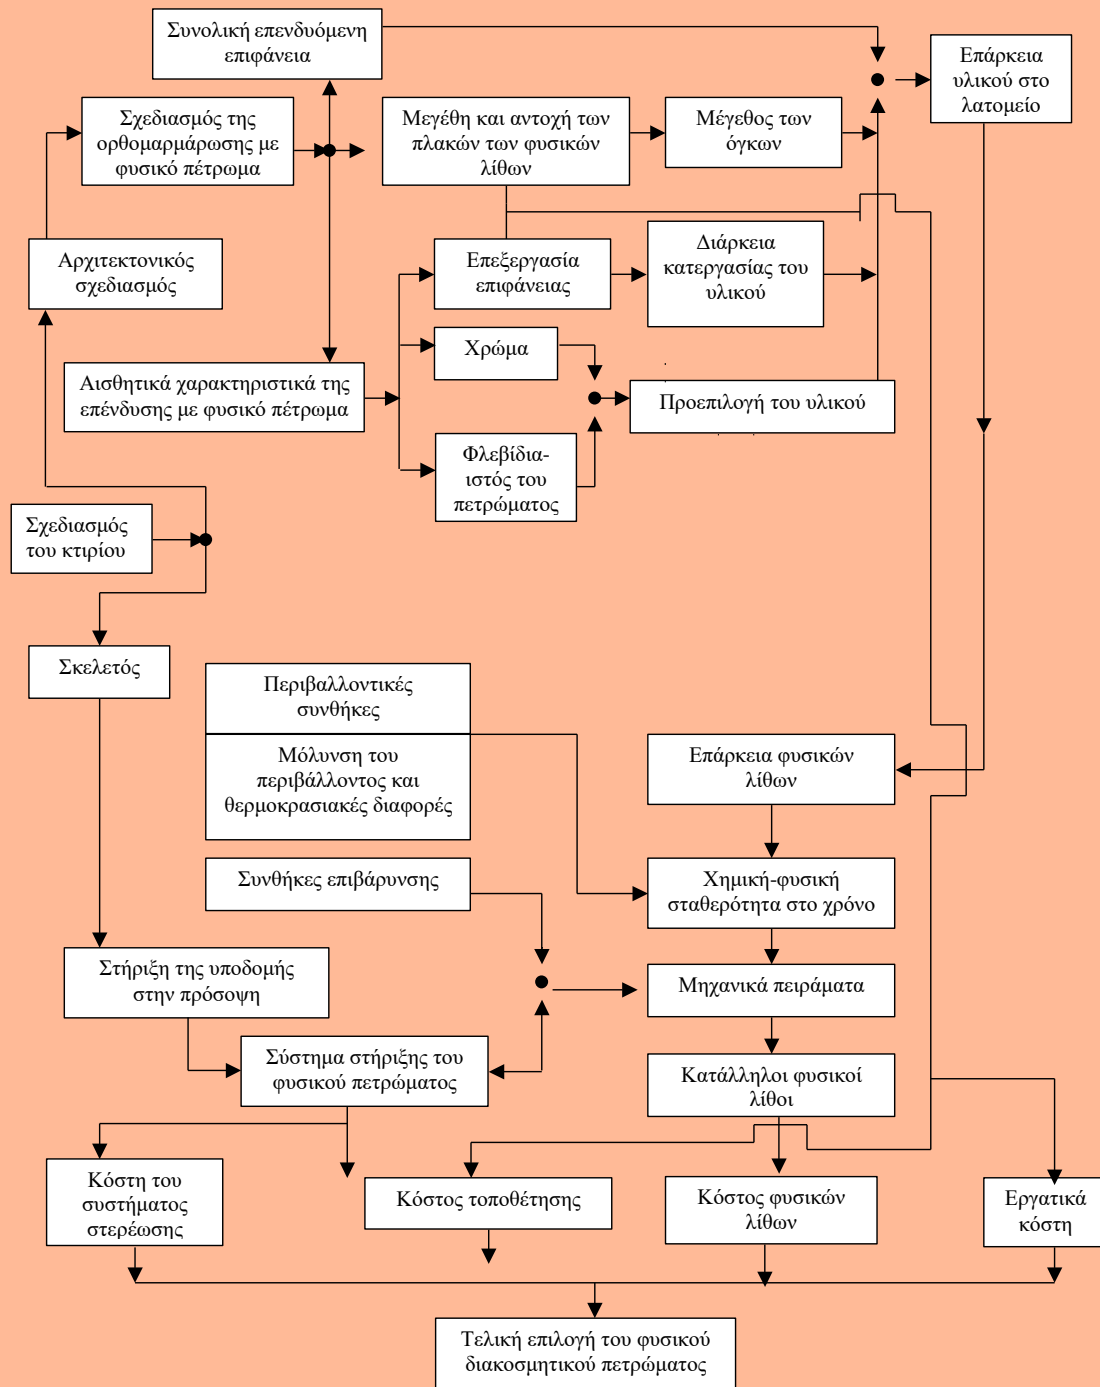 Συνολική επενδυόμενη
επιφάνεια
Επάρκεια
υλικού στο
λατομείο
Σχεδιασμός της
ορθομαρμάρωσης με
φυσικό πέτρωμα
Μεγέθη και αντοχή των
πλακών των φυσικών
λίθων
Μέγεθος των
όγκων
Αρχιτεκτονικός
σχεδιασμός
Επεξεργασία
επιφάνειας
Διάρκεια
κατεργασίας του
υλικού
Χρώμα
Αισθητικά χαρακτηριστικά της
επένδυσης με φυσικό πέτρωμα
Προεπιλογή του υλικού
Φλεβίδια-
ιστός του
πετρώματος
Σχεδιασμός
του κτιρίου
Σκελετός
Περιβαλλοντικές
συνθήκες
Μόλυνση του
περιβάλλοντος και
θερμοκρασιακές διαφορές
Επάρκεια φυσικών
λίθων
Συνθήκες επιβάρυνσης
Χημική-φυσική
σταθερότητα στο χρόνο
Στήριξη της υποδομής
στην πρόσοψη
Μηχανικά πειράματα
Σύστημα στήριξης του
φυσικού πετρώματος
Κατάλληλοι φυσικοί
λίθοι
Κόστη του
συστήματος
στερέωσης
Κόστος τοποθέτησης
Κόστος φυσικών
λίθων
Εργατικά
κόστη
Τελική επιλογή του φυσικού
διακοσμητικού πετρώματος